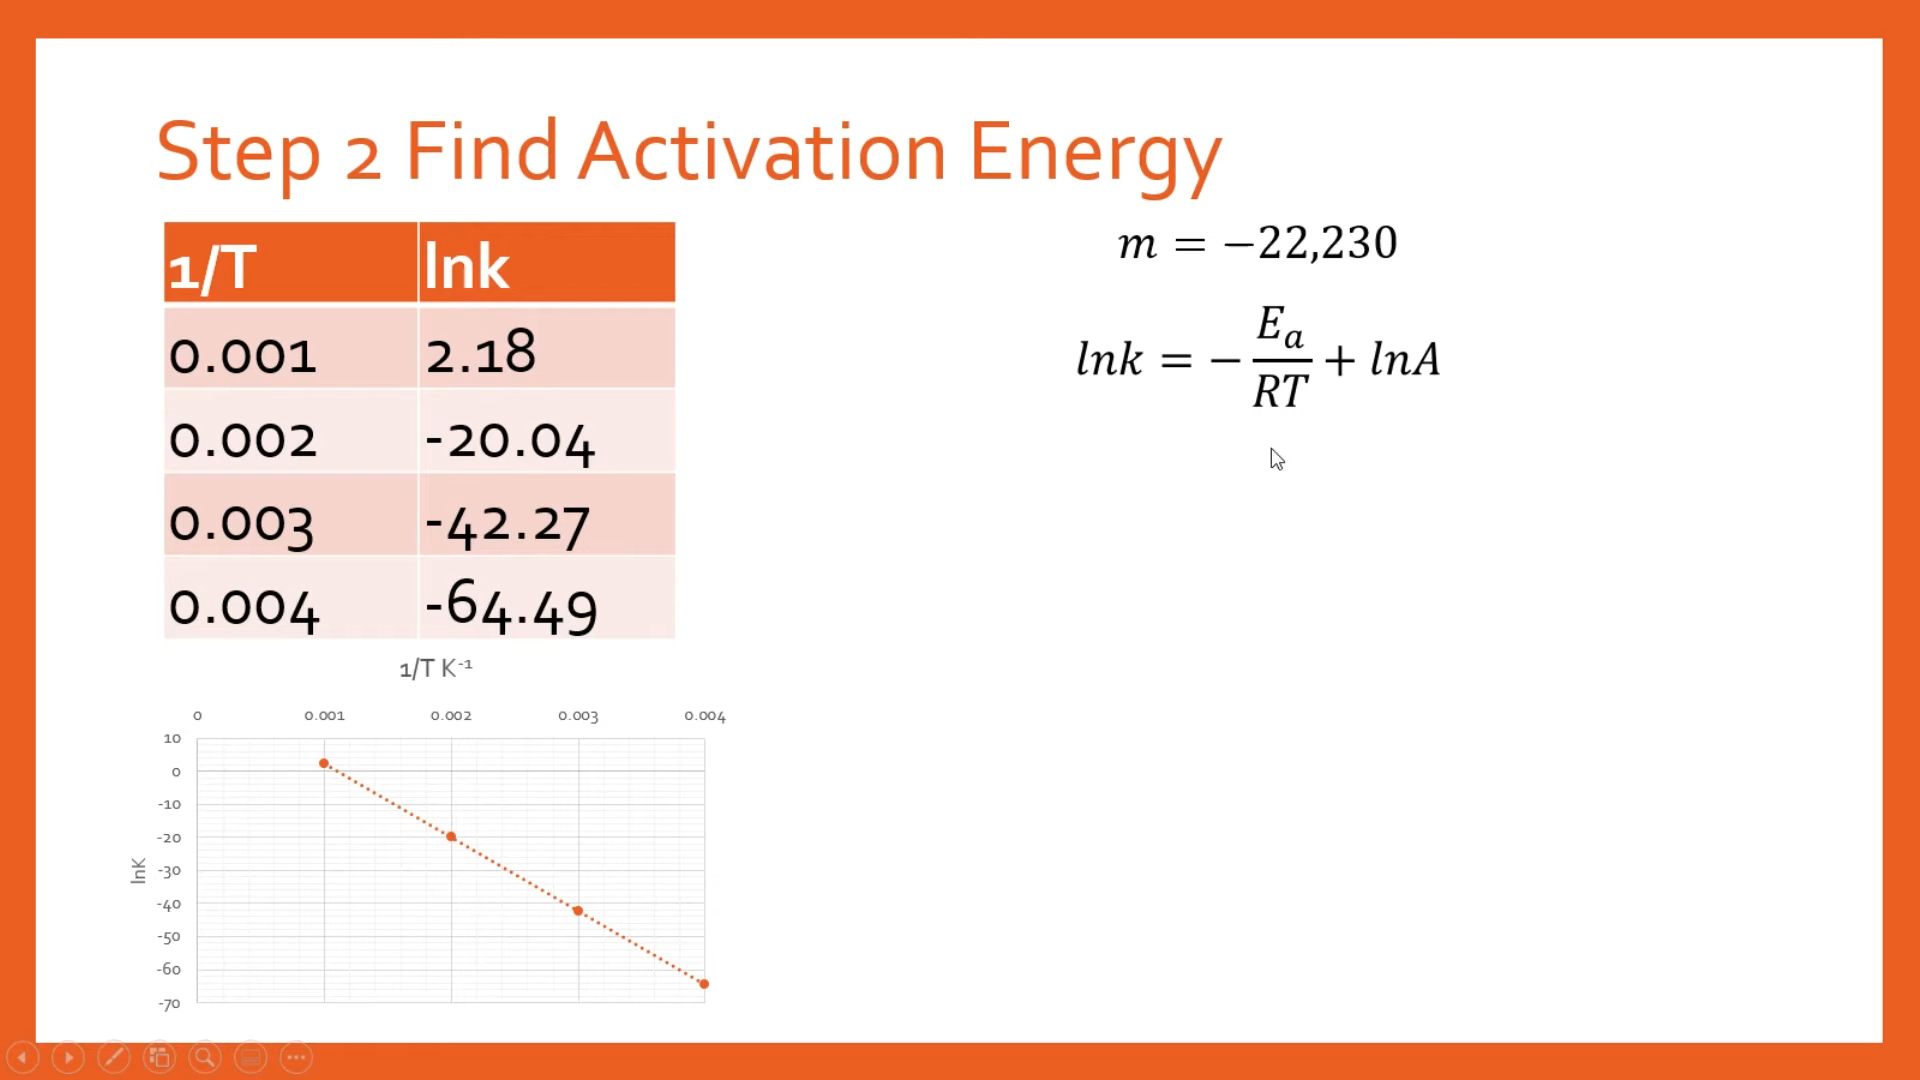 Step 2 Find Activation Energy
1/T lnk
0.001 2.18
0.002 -20.04
0.003 -42.27
0.004 -64.49
m = −22,230
lnk = − Eₐ/RT + lnA
1/T K⁻¹
0 0.001 0.002 0.003 0.004
10
0
-10
-20
-30
-40
-50
-60
-70
lnK